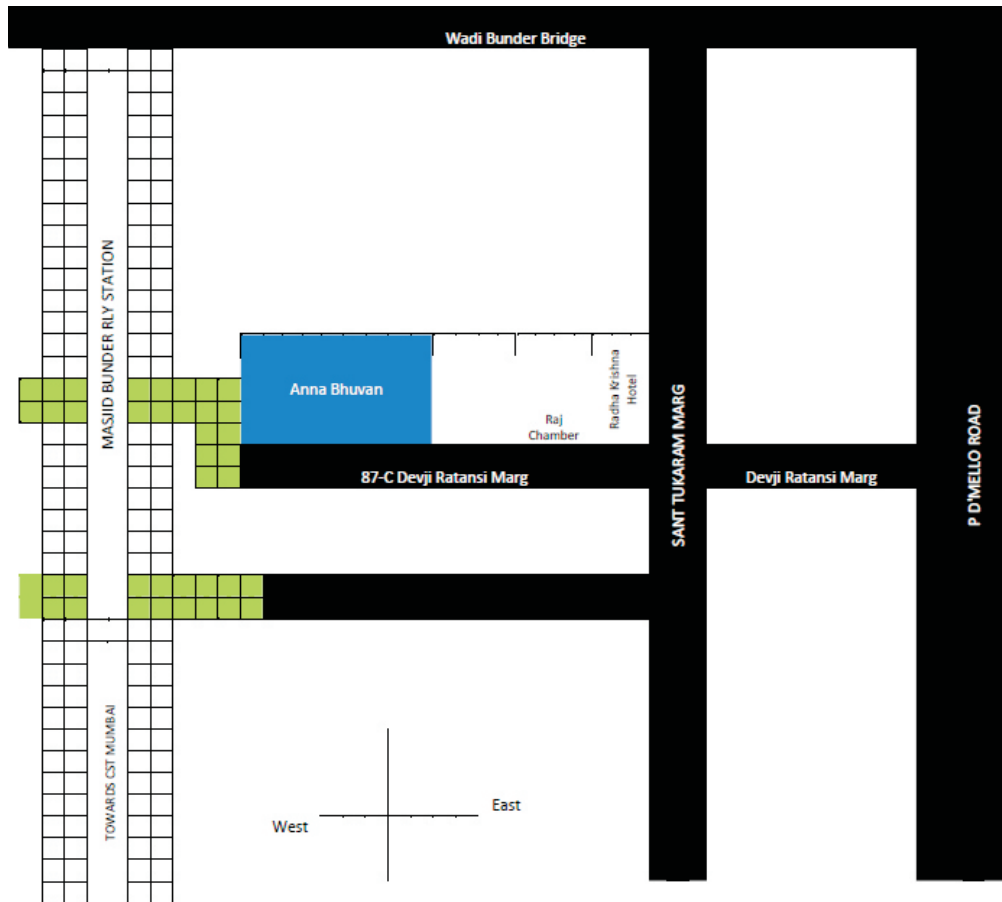 Wadi Bunder Bridge
MASJID BUNDER RLY STATION
Anna Bhuvan
Raj
Chamber
Radha Krishna
Hotel
SANT TUKARAM MARG
P D'MELLO ROAD
87-C Devji Ratansi Marg
Devji Ratansi Marg
TOWARDS CST MUMBAI
West
East